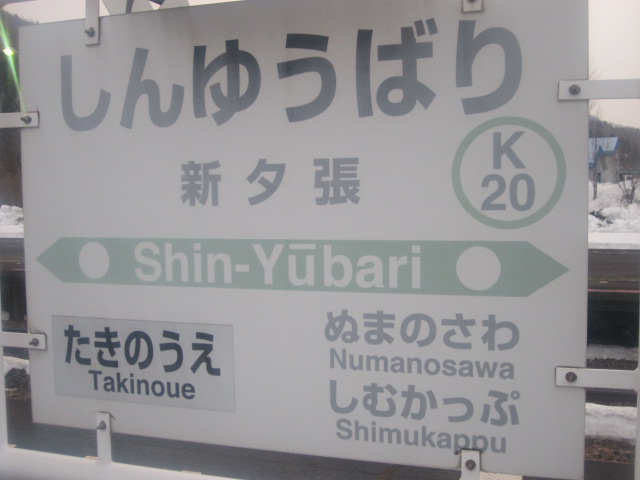 しんゆうばり
新夕張
K
20
Shin-Yūbari
たきのうえ
Takinoue
ぬまのさわ
Numanosawa
しむかっぷ
Shimukappu